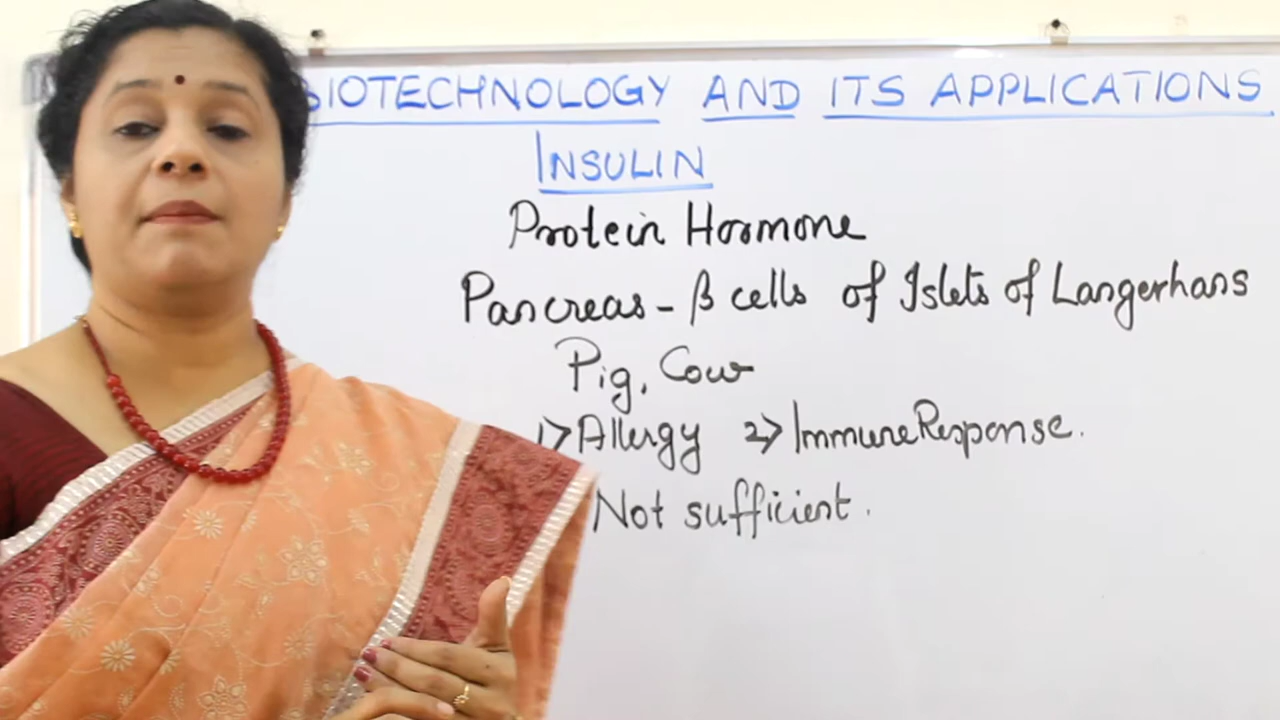 BIOTECHNOLOGY AND ITS APPLICATIONS
INSULIN
Protein Hormone
Pancreas - β cells of Islets of Langerhans
Pig, Cow
1> Allergy 2> Immune Response.
Not sufficient.